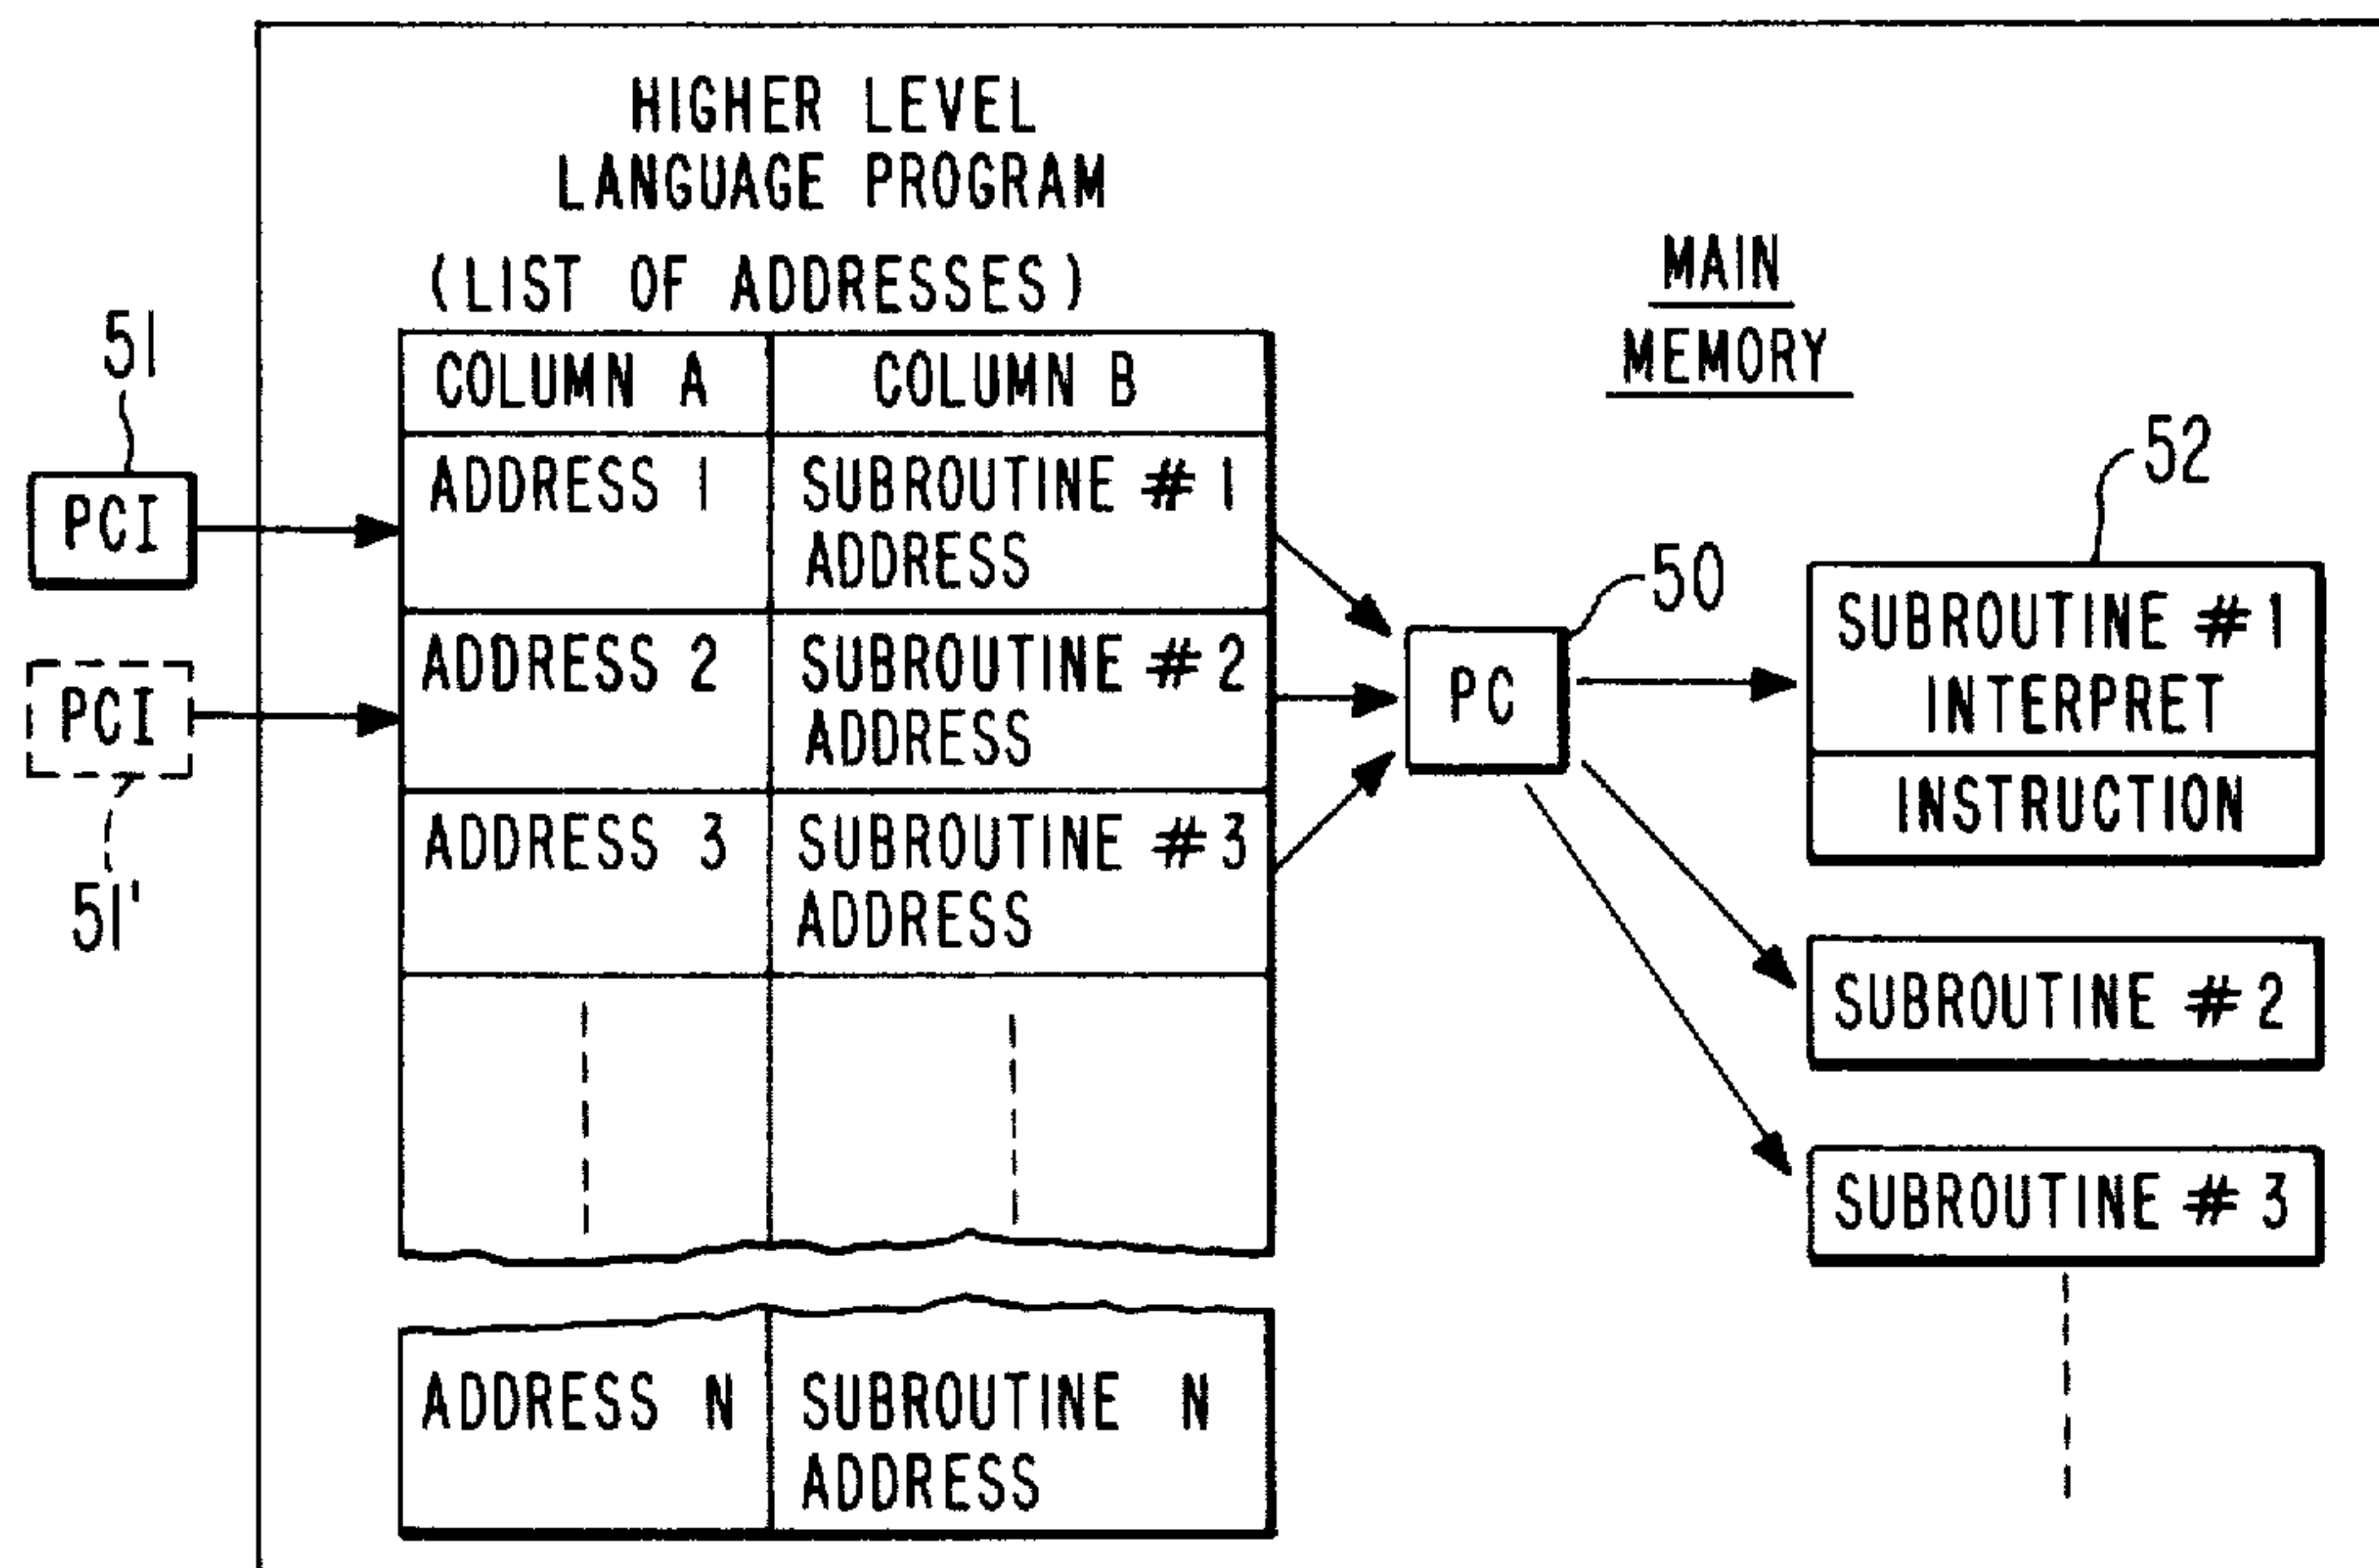 HIGHER LEVEL
LANGUAGE PROGRAM
(LIST OF ADDRESSES)
MAIN
MEMORY
51
COLUMN A COLUMN B
52
PCI
ADDRESS 1 SUBROUTINE #1
ADDRESS
50
PCI
51'
ADDRESS 2 SUBROUTINE #2
ADDRESS
PC
SUBROUTINE #1
INTERPRET
INSTRUCTION
ADDRESS 3 SUBROUTINE #3
ADDRESS
SUBROUTINE #2
SUBROUTINE #3
ADDRESS N SUBROUTINE N
ADDRESS